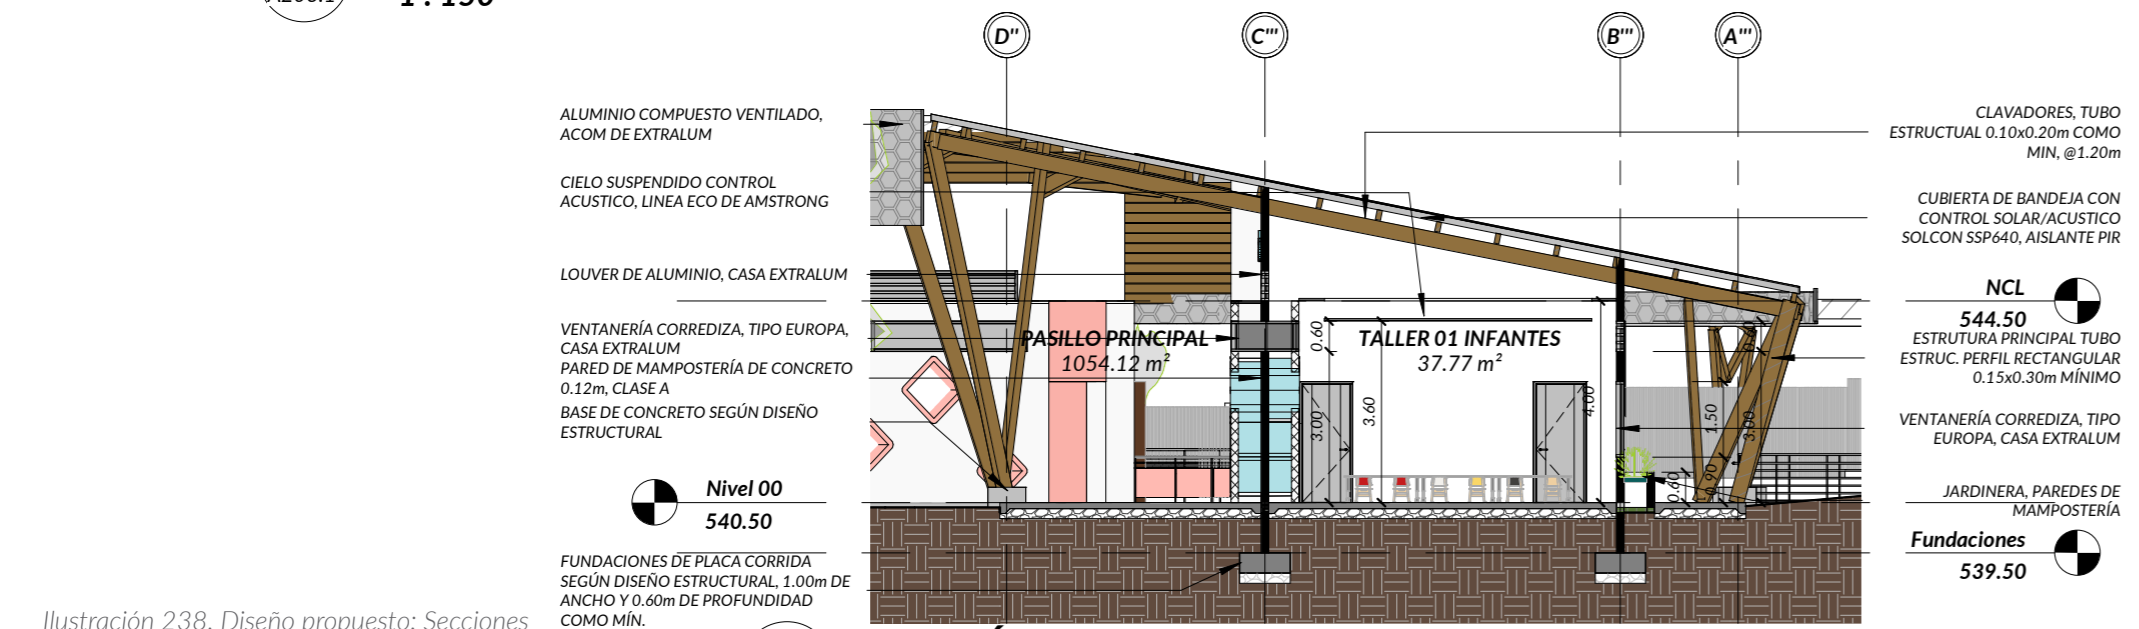 1 : 150
D"
C'''
B'''
A'''
ALUMINIO COMPUESTO VENTILADO,
ACOM DE EXTRALUM
CIELO SUSPENDIDO CONTROL
ACUSTICO, LINEA ECO DE AMSTRONG
LOUVER DE ALUMINIO, CASA EXTRALUM
VENTANERÍA CORREDIZA, TIPO EUROPA,
CASA EXTRALUM
PARED DE MAMPOSTERÍA DE CONCRETO
0.12m, CLASE A
BASE DE CONCRETO SEGÚN DISEÑO
ESTRUCTURAL
Nivel 00
540.50
FUNDACIONES DE PLACA CORRIDA
SEGÚN DISEÑO ESTRUCTURAL, 1.00m DE
ANCHO Y 0.60m DE PROFUNDIDAD
COMO MÍN.
PASILLO PRINCIPAL
1054.12 m²
TALLER 01 INFANTES
37.77 m²
0.60
3.00
3.60
4.00
1.50
3.00
0.60
0.90
CLAVADORES, TUBO
ESTRUCTUAL 0.10x0.20m COMO
MIN, @1.20m
CUBIERTA DE BANDEJA CON
CONTROL SOLAR/ACUSTICO
SOLCON SSP640, AISLANTE PIR
NCL
544.50
ESTRUTURA PRINCIPAL TUBO
ESTRUC. PERFIL RECTANGULAR
0.15x0.30m MÍNIMO
VENTANERÍA CORREDIZA, TIPO
EUROPA, CASA EXTRALUM
JARDINERA, PAREDES DE
MAMPOSTERÍA
Fundaciones
539.50
Ilustración 238. Diseño propuesto: Secciones